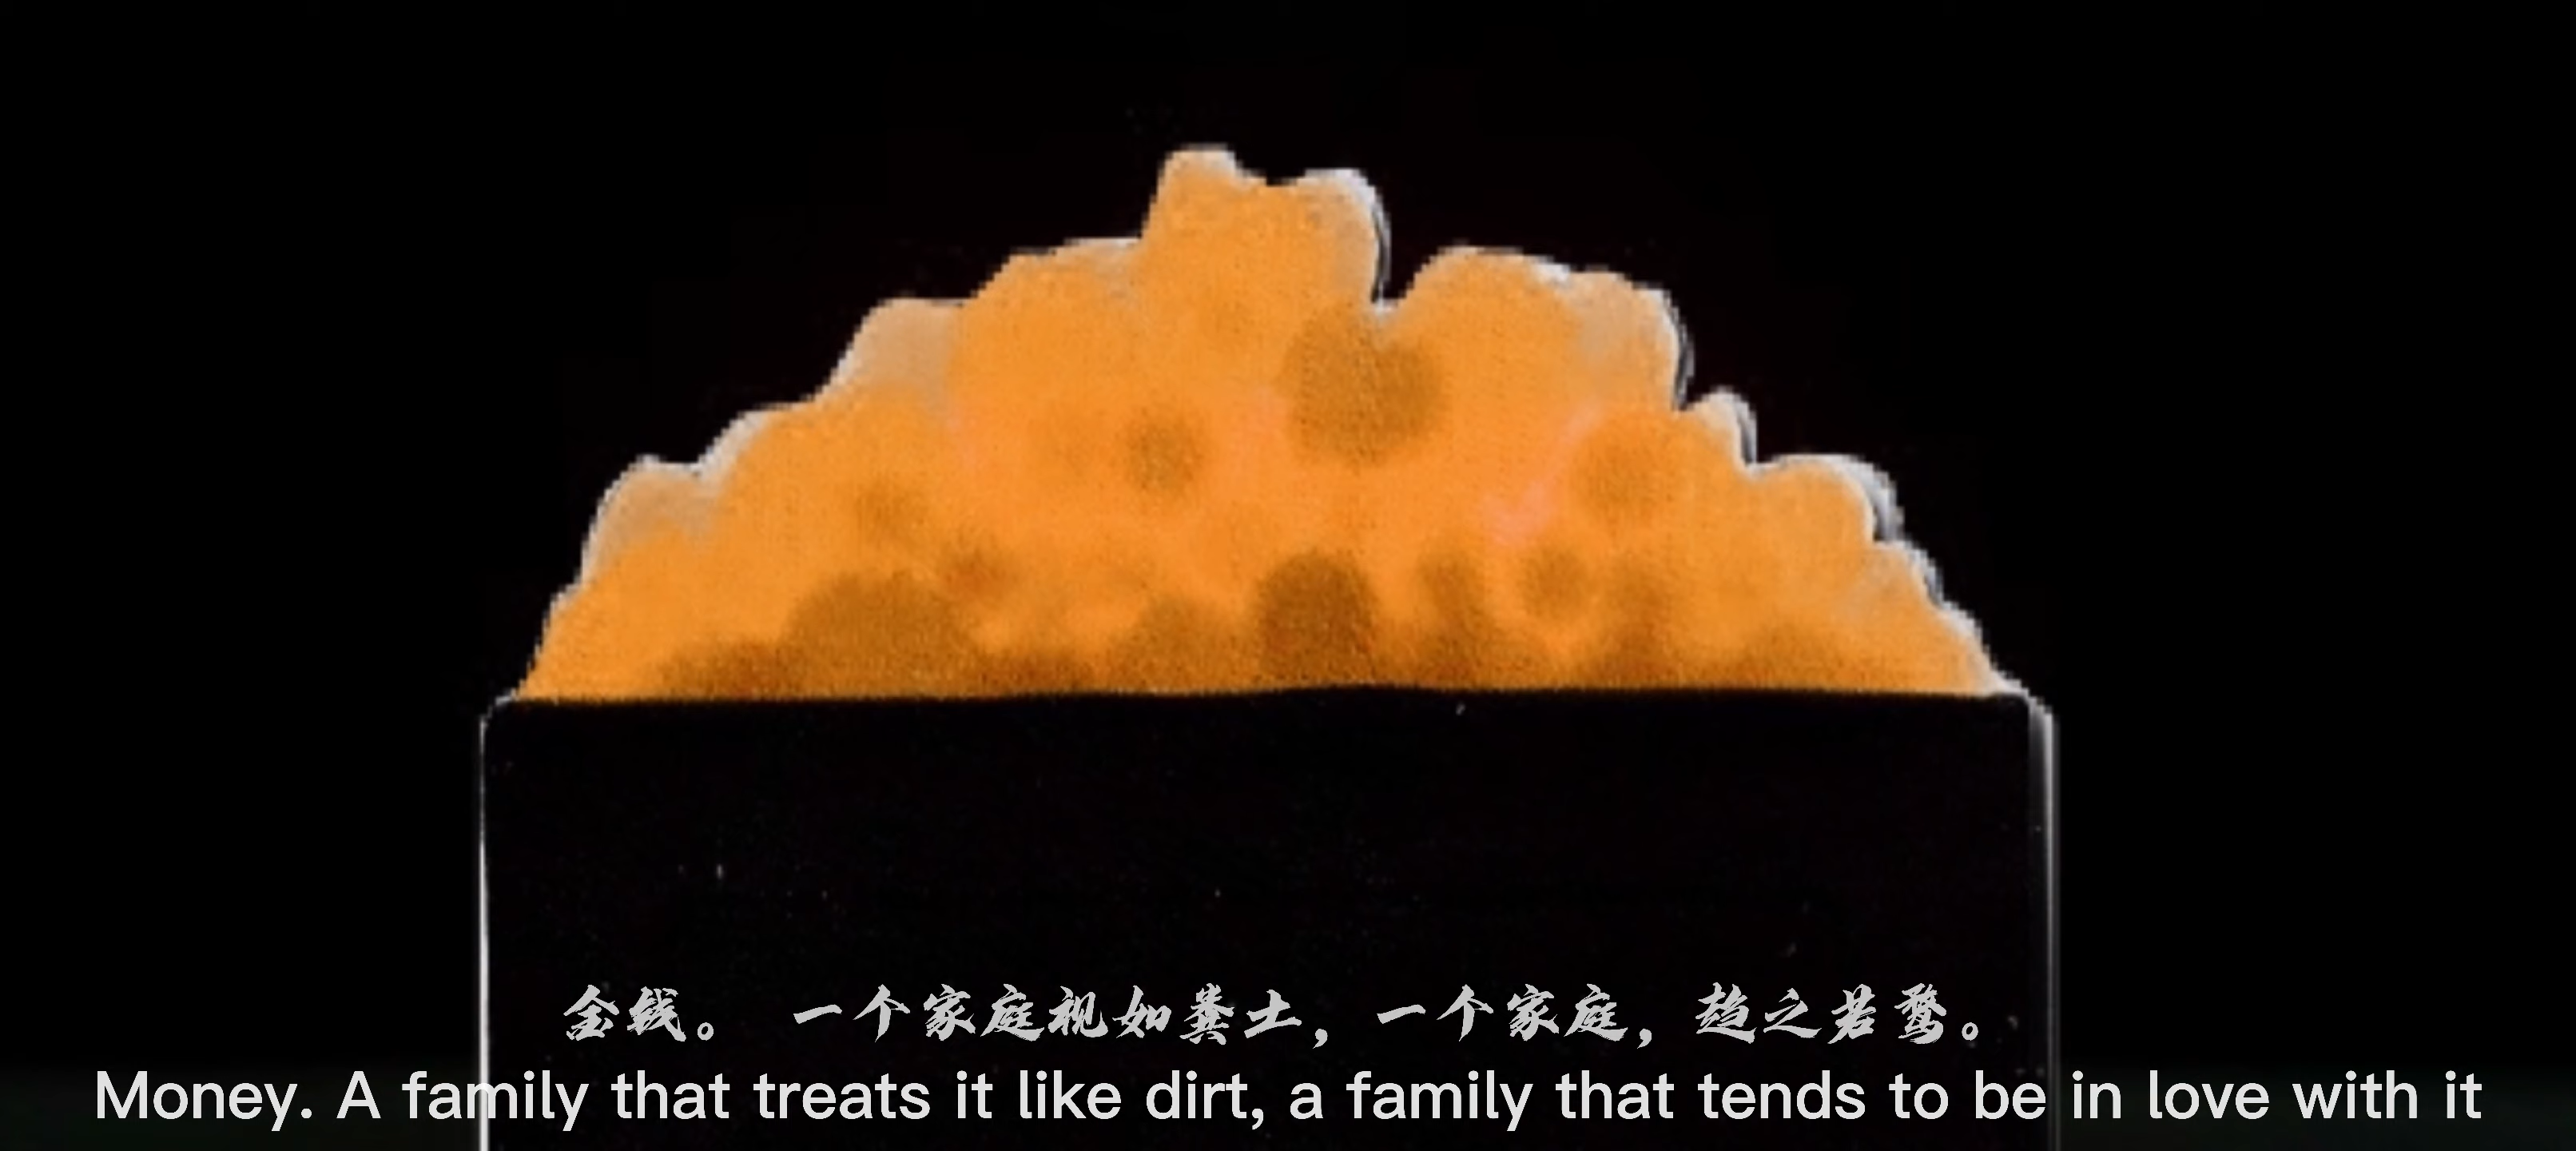 金钱。 一个家庭视如粪土，一个家庭，趋之若鹜。
Money. A family that treats it like dirt, a family that tends to be in love with it